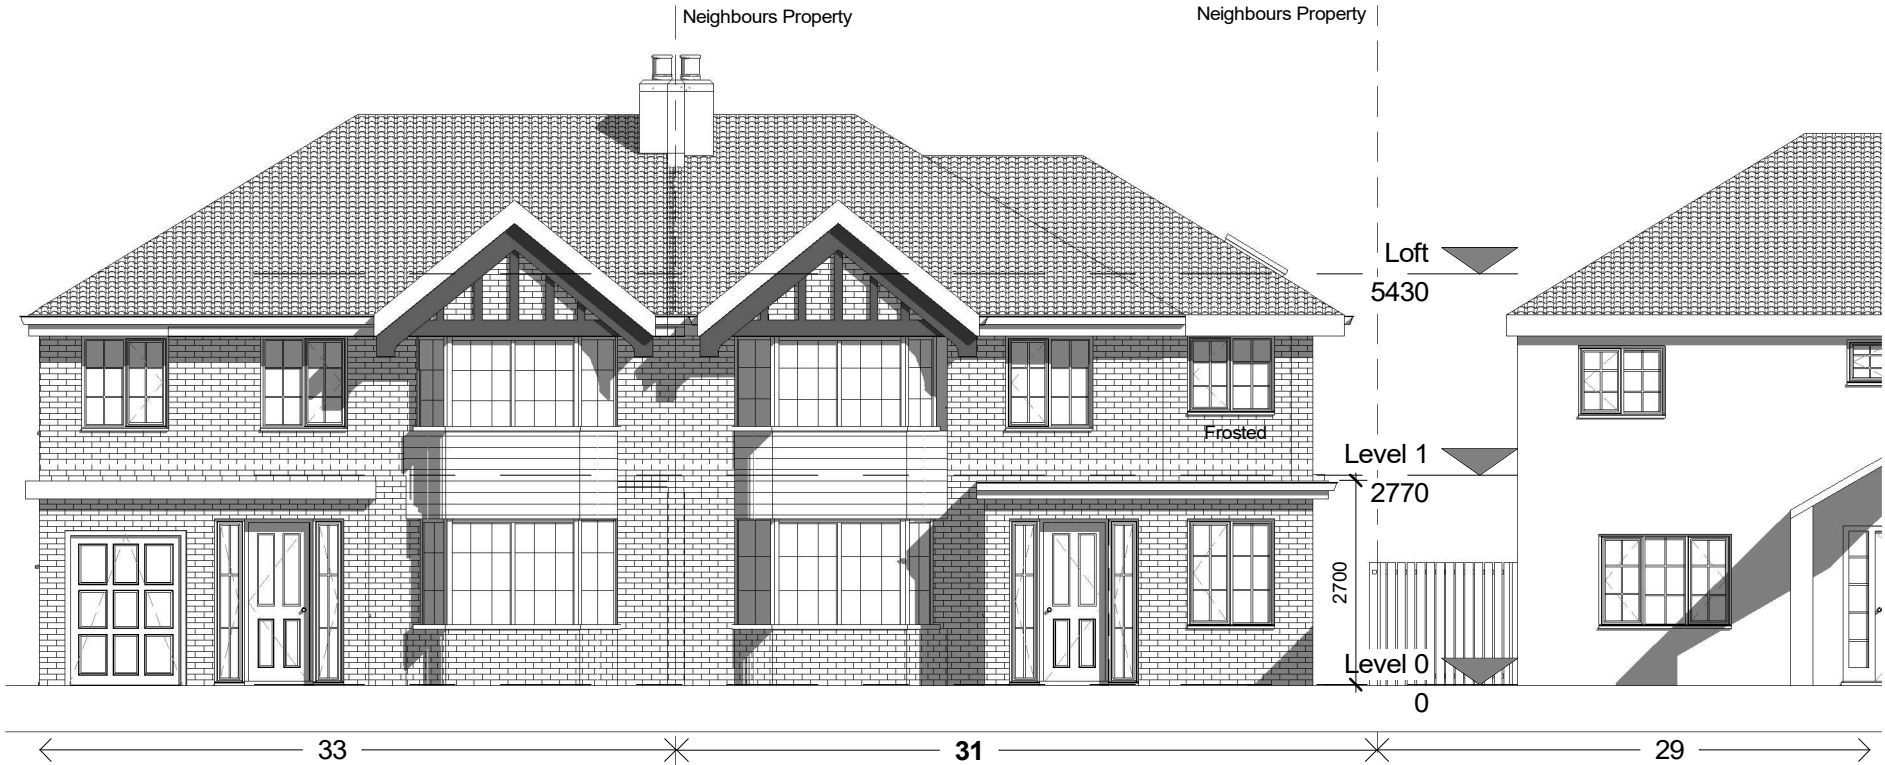 Neighbours Property
Neighbours Property
Loft
5430
Frosted
Level 1
2770
2700
Level 0
0
33
31
29